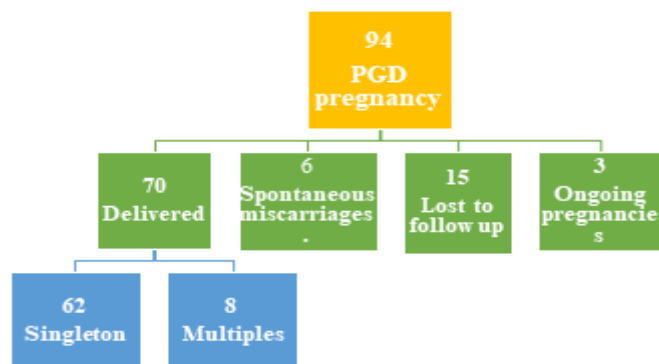 94
PGD
pregnancy
70
Delivered
6
Spontaneous
miscarriages
.
15
Lost to
follow up
3
Ongoing
pregnancie
s
62
Singleton
8
Multiples